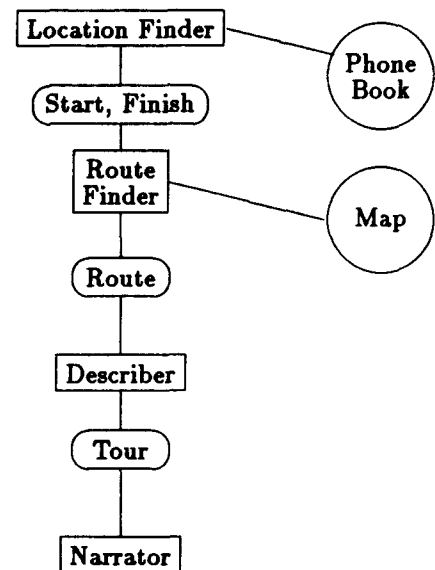 Location Finder
Phone
Book
Start, Finish
Route
Finder
Map
Route
Describer
Tour
Narrator